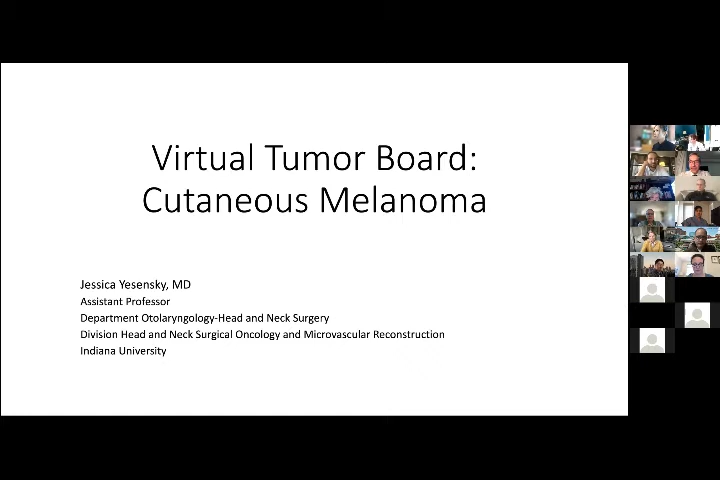 Virtual Tumor Board:
Cutaneous Melanoma
Jessica Yesensky, MD
Assistant Professor
Department Otolaryngology-Head and Neck Surgery
Division Head and Neck Surgical Oncology and Microvascular Reconstruction
Indiana University